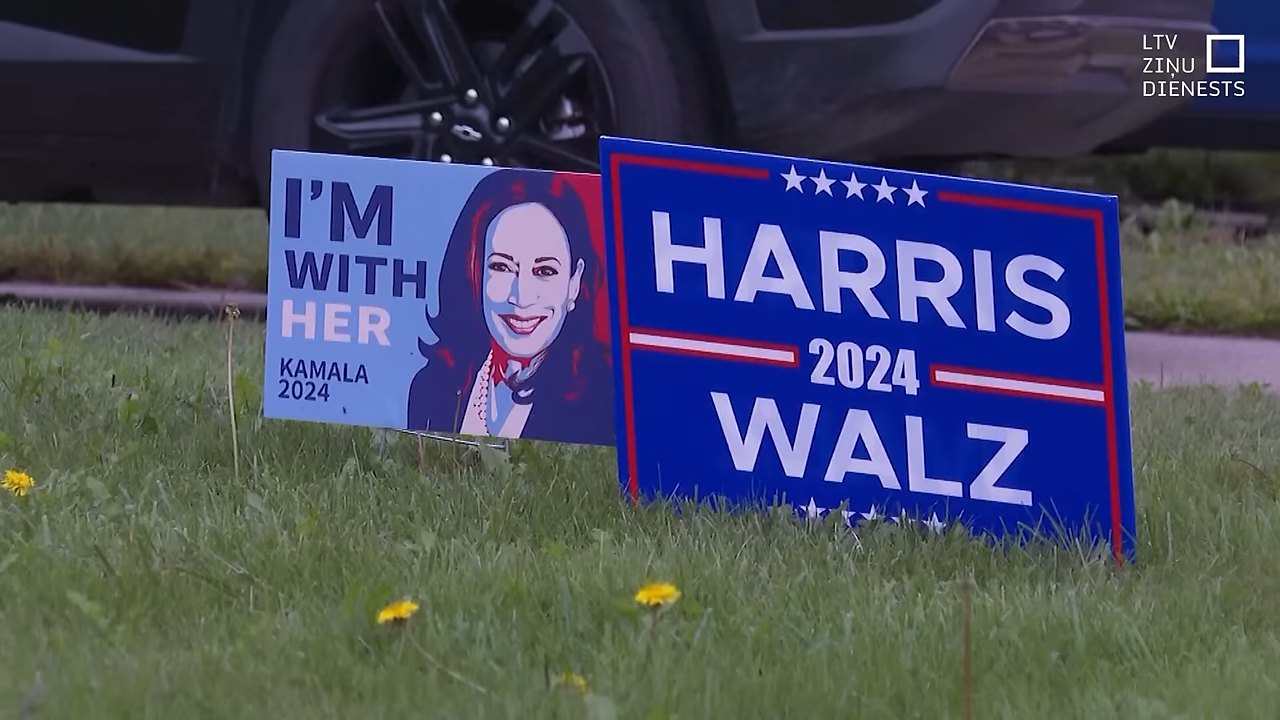 LTV
ZIŅU
DIENESTS
I'M
WITH
HER
KAMALA
2024
HARRIS
2024
WALZ